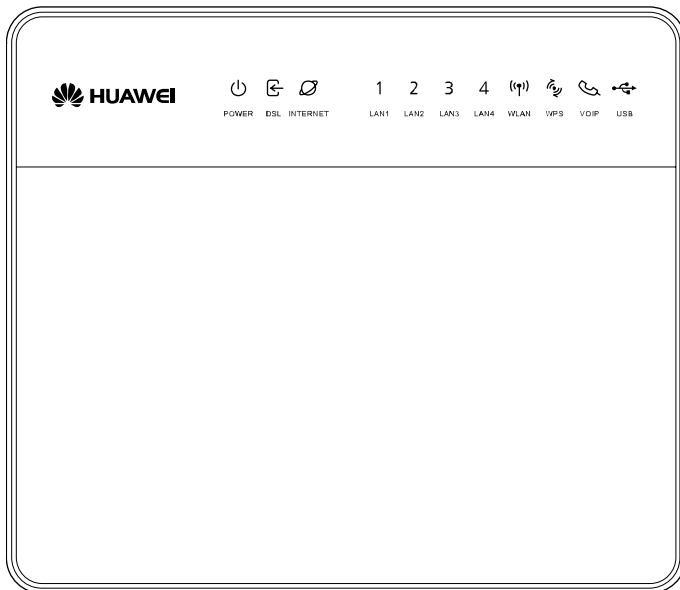 HUAWEI
1 2 3 4
POWER DSL INTERNET LAN1 LAN2 LAN3 LAN4 WLAN WPS VOIP USB